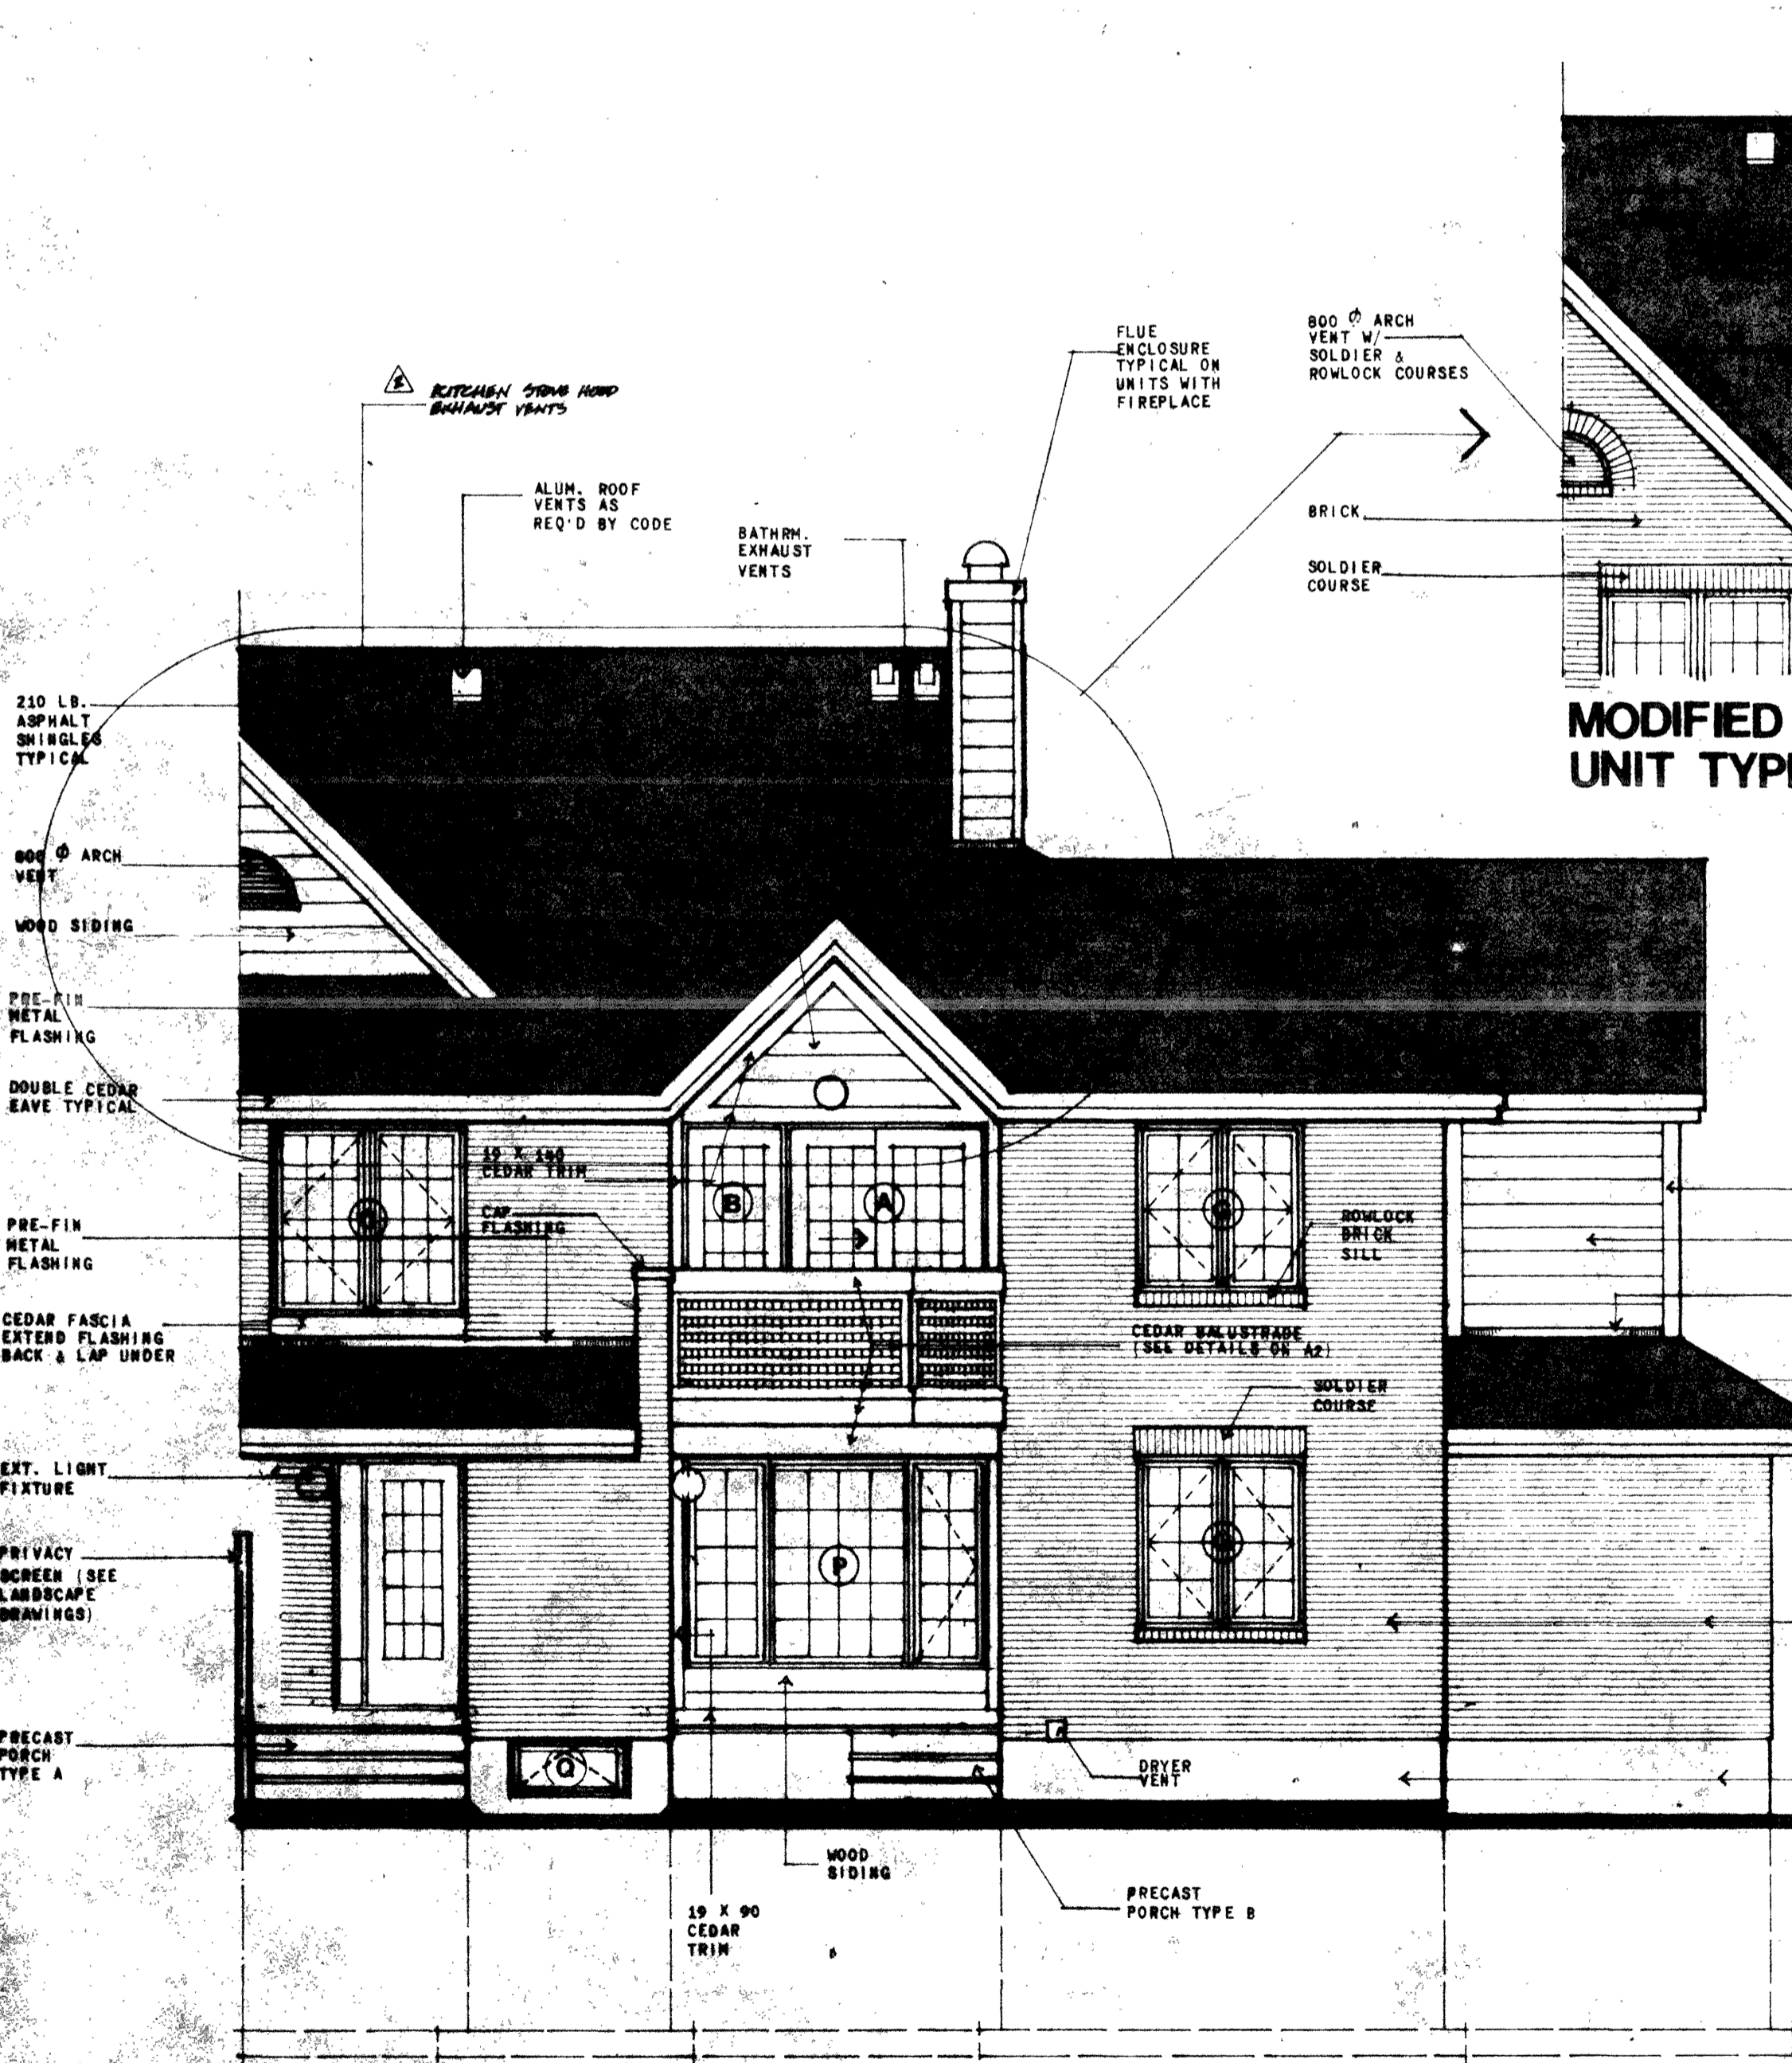 2
KITCHEN STOVE HOOD
EXHAUST VENTS
ALUM. ROOF
VENTS AS
REQ'D BY CODE
BATHRM.
EXHAUST
VENTS
FLUE
ENCLOSURE
TYPICAL ON
UNITS WITH
FIREPLACE
800 Φ ARCH
VENT W/
SOLDIER &
ROWLOCK COURSES
BRICK
SOLDIER
COURSE
MODIFIED
UNIT TYP
210 LB.
ASPHALT
SHINGLES
TYPICAL
800 Φ ARCH
VENT
WOOD SIDING
PRE-FIN
METAL
FLASHING
DOUBLE CEDAR
EAVE TYPICAL
PRE-FIN
METAL
FLASHING
CEDAR FASCIA
EXTEND FLASHING
BACK & LAP UNDER
EXT. LIGHT
FIXTURE
PRIVACY
SCREEN (SEE
LANDSCAPE
DRAWINGS)
PRECAST
PORCH
TYPE A
19 X 140
CEDAR TRIM
CAP
FLASHING
B
A
G
ROWLOCK
BRICK
SILL
CEDAR BALUSTRADE
(SEE DETAILS ON A2)
SOLDIER
COURSE
P
Q
DRYER
VENT
WOOD
SIDING
19 X 90
CEDAR
TRIM
PRECAST
PORCH TYPE B